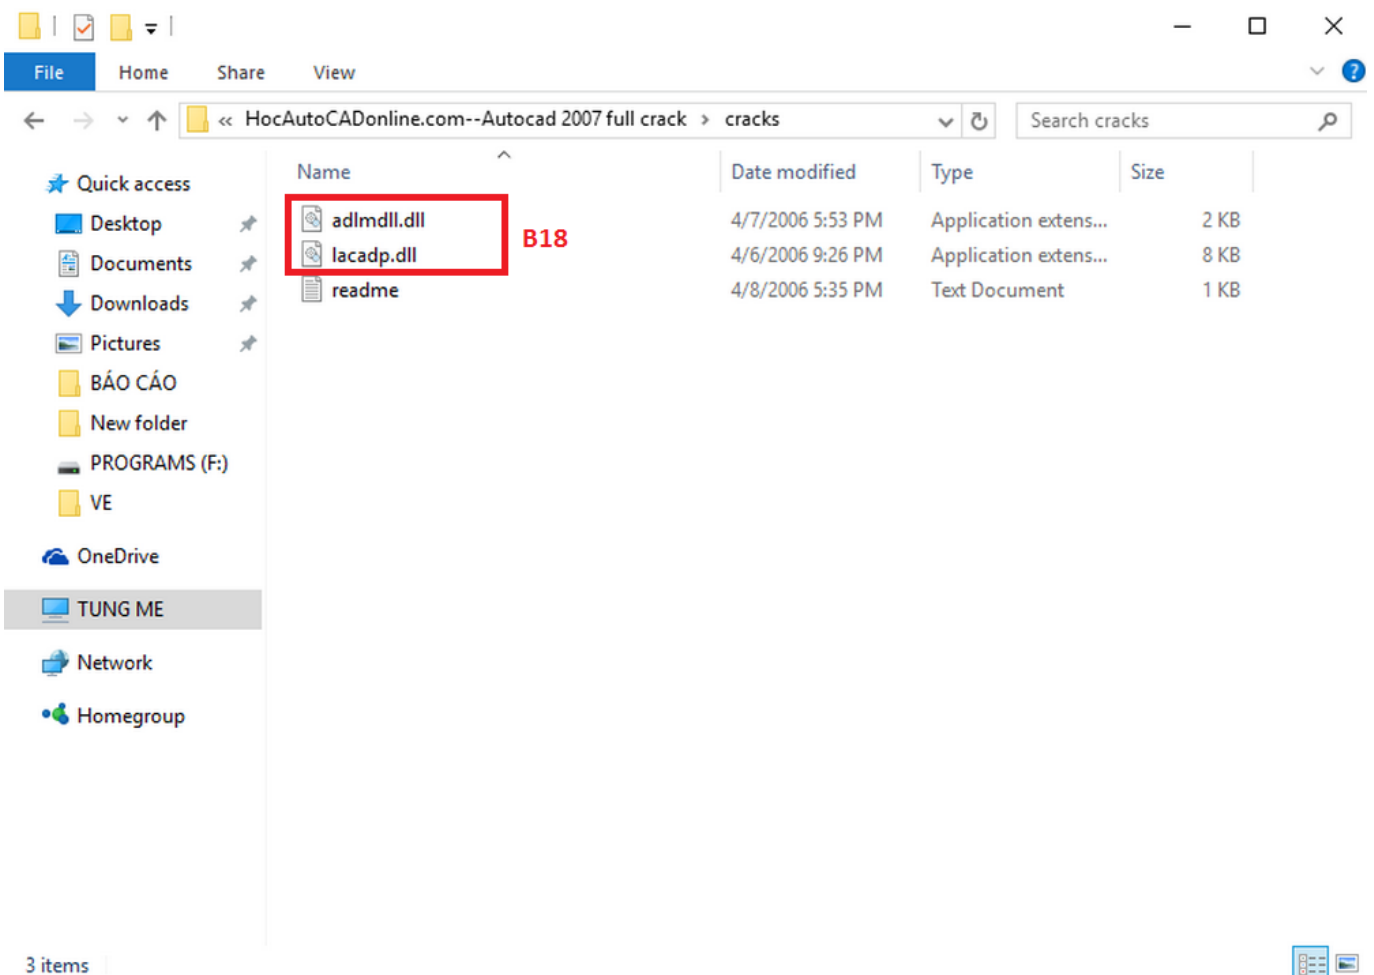 File Home Share View
« HocAutoCADonline.com--Autocad 2007 full crack > cracks Search cracks
Name Date modified Type Size
Quick access
Desktop
Documents
Downloads
Pictures
BÁO CÁO
New folder
PROGRAMS (F:)
VE
OneDrive
TUNG ME
Network
Homegroup
adlmdll.dll 4/7/2006 5:53 PM Application extens... 2 KB
lacadp.dll 4/6/2006 9:26 PM Application extens... 8 KB
B18
readme 4/8/2006 5:35 PM Text Document 1 KB
3 items